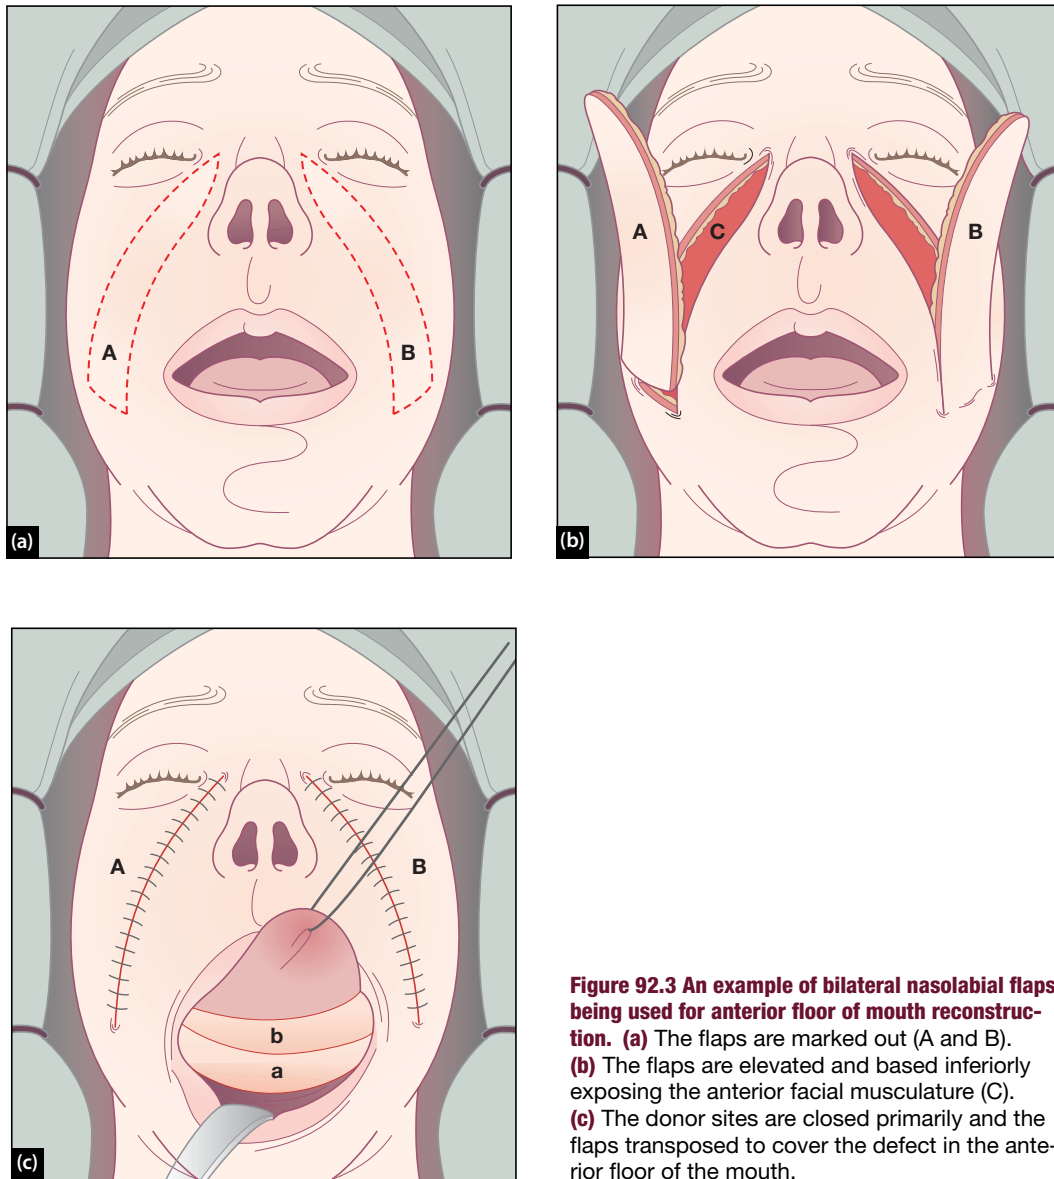 A
B
(a)
A
C
B
(b)
A
B
b
a
(c)
Figure 92.3 An example of bilateral nasolabial flaps
being used for anterior floor of mouth reconstruc-
tion. (a) The flaps are marked out (A and B).
(b) The flaps are elevated and based inferiorly
exposing the anterior facial musculature (C).
(c) The donor sites are closed primarily and the
flaps transposed to cover the defect in the ante-
rior floor of the mouth.